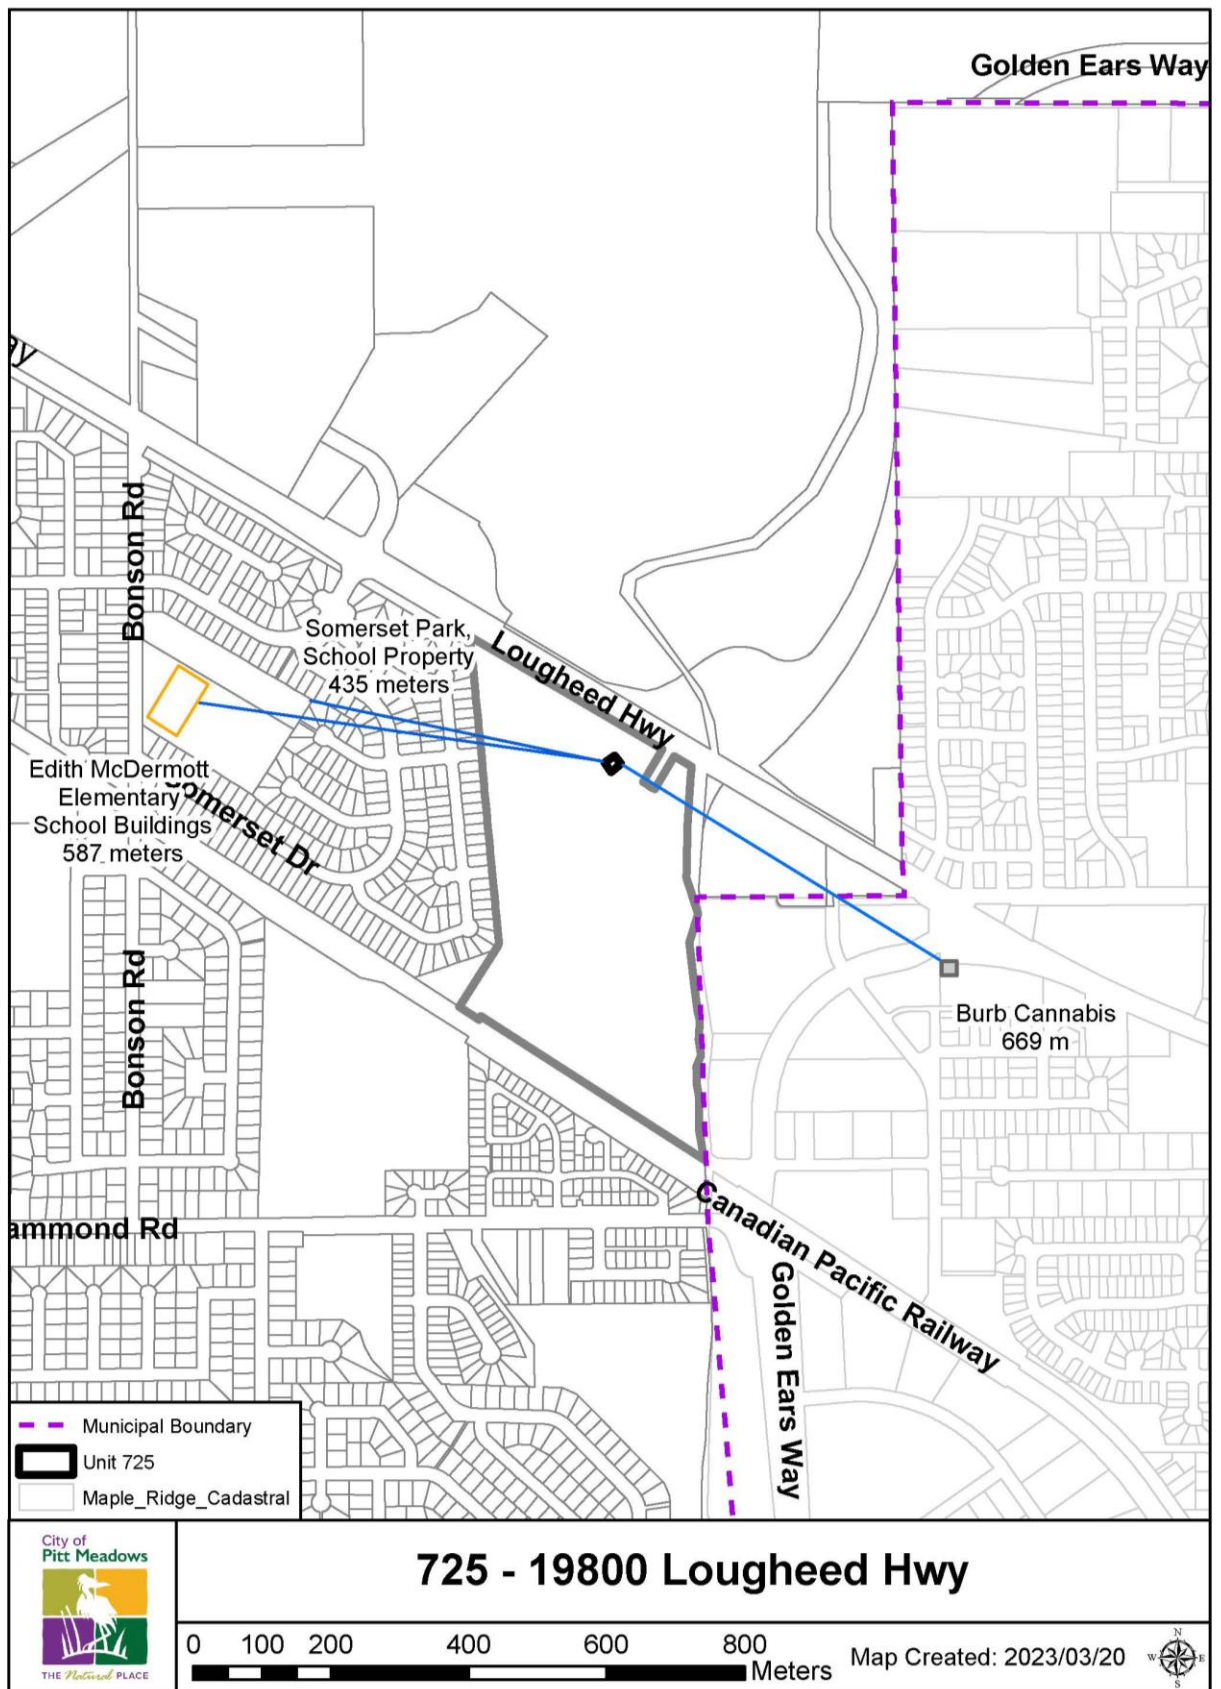 Golden Ears Way
ay
Bonson Rd
Somerset Park,
School Property
435 meters
Lougheed Hwy
Edith McDermott
Elementary
School Buildings
587 meters
Somerset Dr
Burb Cannabis
669 m
Bonson Rd
ammond Rd
Canadian Pacific Railway
Golden Ears Way
Municipal Boundary
Unit 725
Maple_Ridge_Cadastral
City of
Pitt Meadows
THE Natural PLACE
725 - 19800 Lougheed Hwy
0 100 200 400 600 800
Meters
Map Created: 2023/03/20
N
W E
S